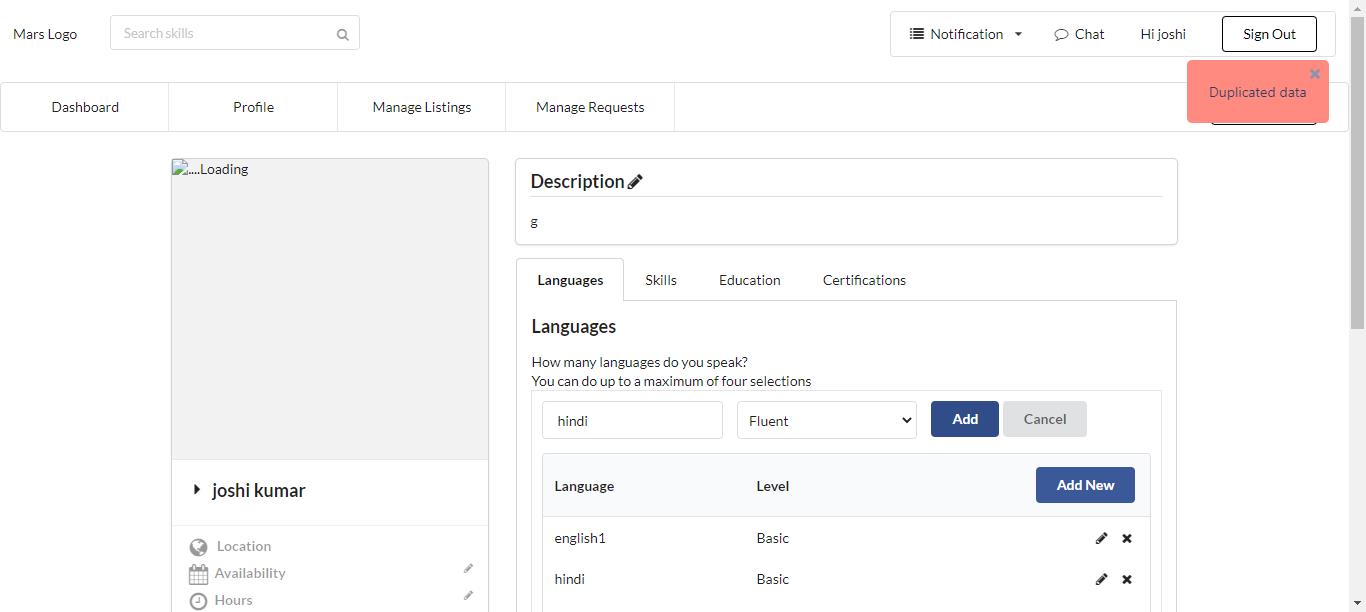 Mars Logo
Search skills
Notification
Chat
Hi joshi
Sign Out
Duplicated data
Dashboard
Profile
Manage Listings
Manage Requests
....Loading
Description
g
Languages
Skills
Education
Certifications
Languages
How many languages do you speak?
You can do up to a maximum of four selections
hindi
Fluent
Add
Cancel
Language
Level
Add New
english1
Basic
hindi
Basic
joshi kumar
Location
Availability
Hours